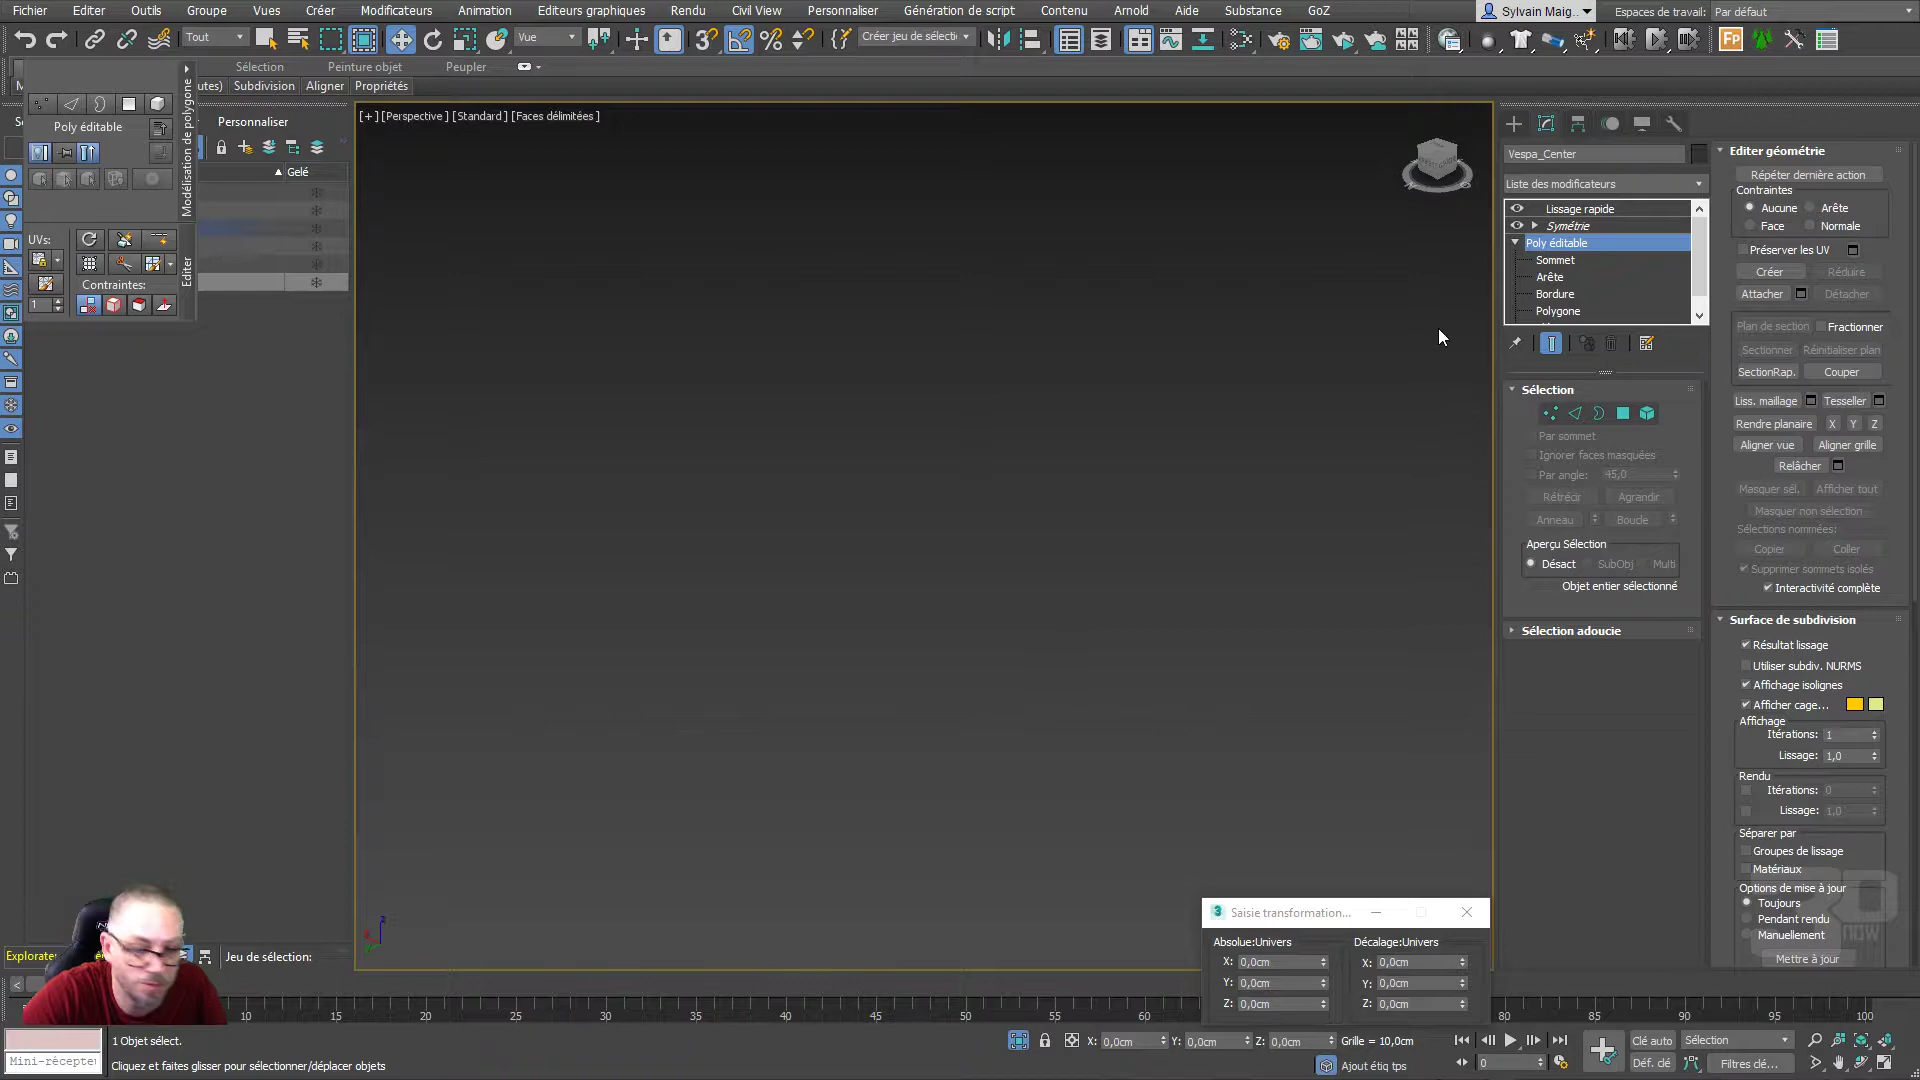 Fichier Editer Outils Groupe Vues Créer Modificateurs Animation Editeurs graphiques Rendu Civil View Personnaliser Génération de script Contenu Arnold Aide Substance GoZ Sylvain Maig.. Espaces de travail: Par défaut
Tout Vue Créer jeu de sélecti
Sélection Peinture objet Peupler
utes) Subdivision Aligner Propriétés
Personnaliser
Gelé
Poly éditable
Modélisation de polygone
UVs:
Editer
Contraintes:
1
[+] [Perspective ] [Standard ] [Faces délimitées ]
Vespa_Center
Liste des modificateurs
Lissage rapide
Symétrie
Poly éditable
Sommet
Arête
Bordure
Polygone
Sélection
Par sommet
Ignorer faces masquées
Par angle: 45,0
Rétrécir Agrandir
Anneau Boucle
Aperçu Sélection
Désact SubObj Multi
Objet entier sélectionné
Sélection adoucie
Editer géométrie
Répéter dernière action
Contraintes
Aucune Arête
Face Normale
Préserver les UV
Créer Réduire
Attacher Détacher
Plan de section Fractionner
Sectionner Réinitialiser plan
SectionRap. Couper
Liss. maillage Tesseller
Rendre planaire X Y Z
Aligner vue Aligner grille
Relâcher
Masquer sél. Afficher tout
Masquer non sélection
Sélections nommées:
Copier Coller
Supprimer sommets isolés
Interactivité complète
Surface de subdivision
Résultat lissage
Utiliser subdiv. NURMS
Affichage isolignes
Afficher cage...
Affichage
Itérations: 1
Lissage: 1,0
Rendu
Itérations: 0
Lissage: 1,0
Séparer par
Groupes de lissage
Matériaux
Options de mise à jour
Toujours
Pendant rendu
Manuellement
Mettre à jour
Saisie transformation...
Absolue:Univers Décalage:Univers
X: 0,0cm X: 0,0cm
Y: 0,0cm Y: 0,0cm
Z: 0,0cm Z: 0,0cm
Explorate Jeu de sélection:
10 15 20 25 30 35 40 45 50 55 60 65 80 85 90 95 100
1 Objet sélect. X: 0,0cm Y: 0,0cm Z: 0,0cm Grille = 10,0cm Clé auto Sélection
Mini-récepte Cliquez et faites glisser pour sélectionner/déplacer objets Ajout étiq tps 0 Déf. clé Filtres clé...